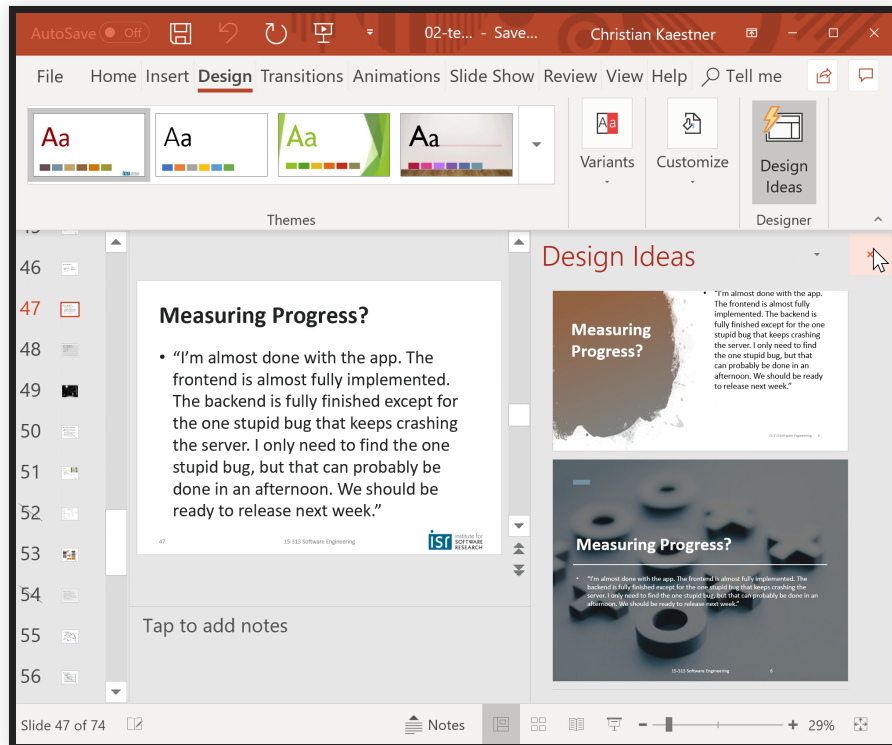 AutoSave Off 02-te... - Save... Christian Kaestner
File Home Insert Design Transitions Animations Slide Show Review View Help Tell me
Aa Aa Aa Aa
Aa
Variants
Customize
Design
Ideas
Themes
Designer
46
47
48
49
50
51
52
53
54
55
56
Measuring Progress?
• “I’m almost done with the app. The
frontend is almost fully implemented.
The backend is fully finished except for
the one stupid bug that keeps crashing
the server. I only need to find the one
stupid bug, but that can probably be
done in an afternoon. We should be
ready to release next week.”
47
15-313 Software Engineering
isr institute for
SOFTWARE
RESEARCH
Tap to add notes
Design Ideas
Measuring
Progress?
• “I’m almost done with the app.
The frontend is almost fully
implemented. The backend is
fully finished except for the one
stupid bug that keeps crashing
the server. I only need to find
the one stupid bug, but that
can probably be done in an
afternoon. We should be ready
to release next week.”
15-313 Software Engineering 5
Measuring Progress?
• “I’m almost done with the app. The frontend is almost fully implemented. The
backend is fully finished except for the one stupid bug that keeps crashing the
server. I only need to find the one stupid bug, but that can probably be done in an
afternoon. We should be ready to release next week.”
15-313 Software Engineering 6
Slide 47 of 74
Notes
29%